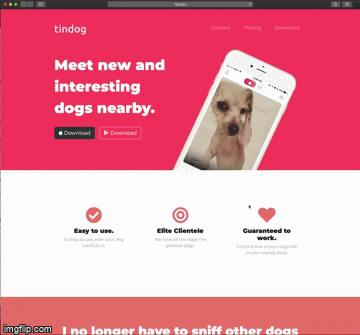 tindog
Contact Pricing Download
Meet new and
interesting
dogs nearby.
Download Download
Easy to use.
So easy to use, even your dog
could do it.
Elite Clientele
We have all the dogs, the
greatest dogs.
Guaranteed to
work.
Find the love of your dog's life
or your money back.
I no longer have to sniff other dogs
imgflip.com